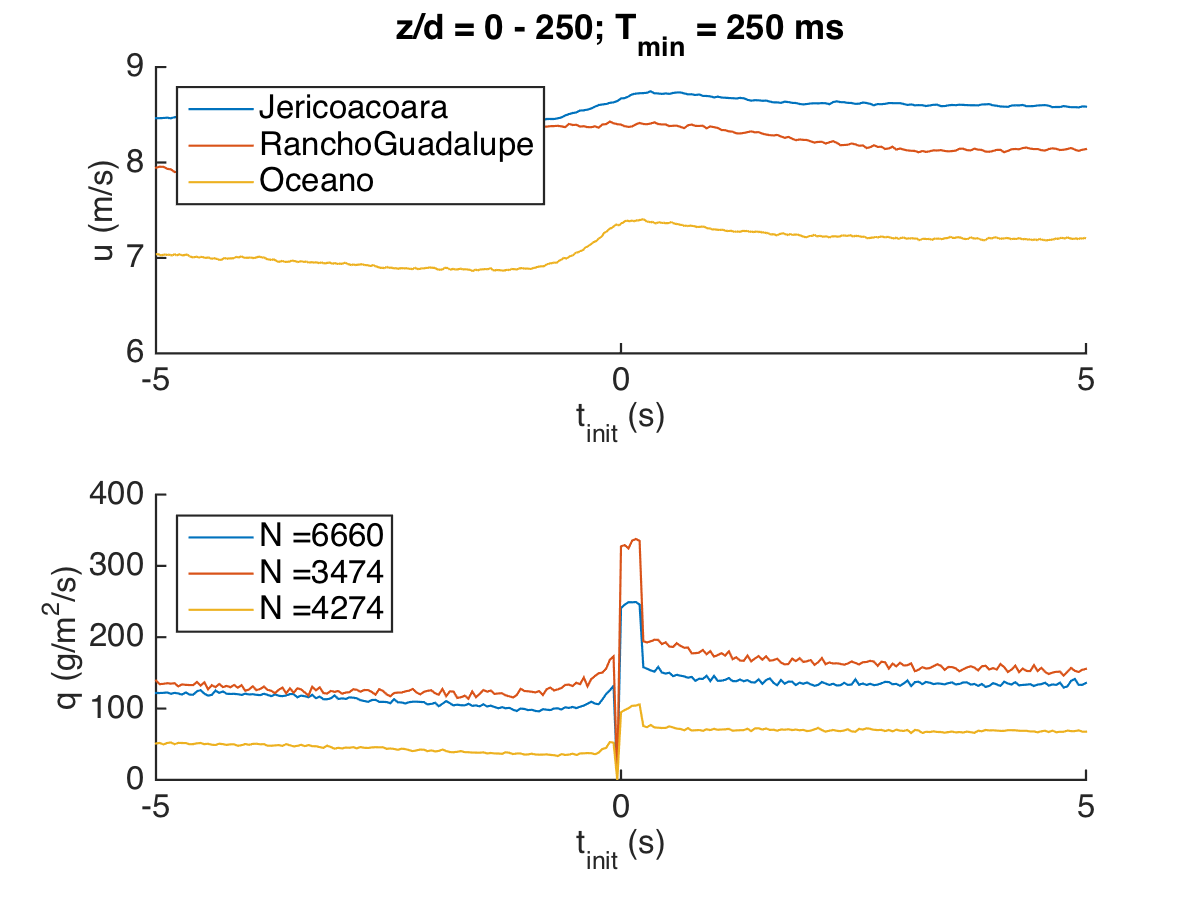 z/d = 0 - 250; T_min = 250 ms
9
8
7
6
u (m/s)
Jericoacoara
RanchoGuadalupe
Oceano
-5 0 5
t_init (s)
400
300
200
100
0
q (g/m^2/s)
N =6660
N =3474
N =4274
-5 0 5
t_init (s)